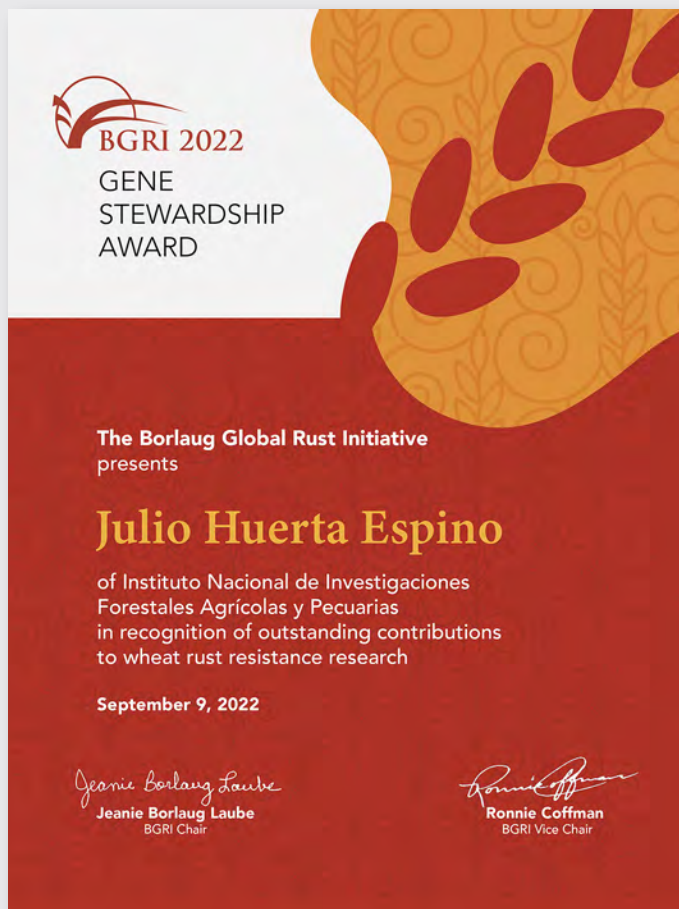 BGRI 2022
GENE
STEWARDSHIP
AWARD
The Borlaug Global Rust Initiative
presents
Julio Huerta Espino
of Instituto Nacional de Investigaciones
Forestales Agrícolas y Pecuarias
in recognition of outstanding contributions
to wheat rust resistance research
September 9, 2022
Jeanie Borlaug Laube
Jeanie Borlaug Laube
BGRI Chair
Ronnie Coffman
Ronnie Coffman
BGRI Vice Chair